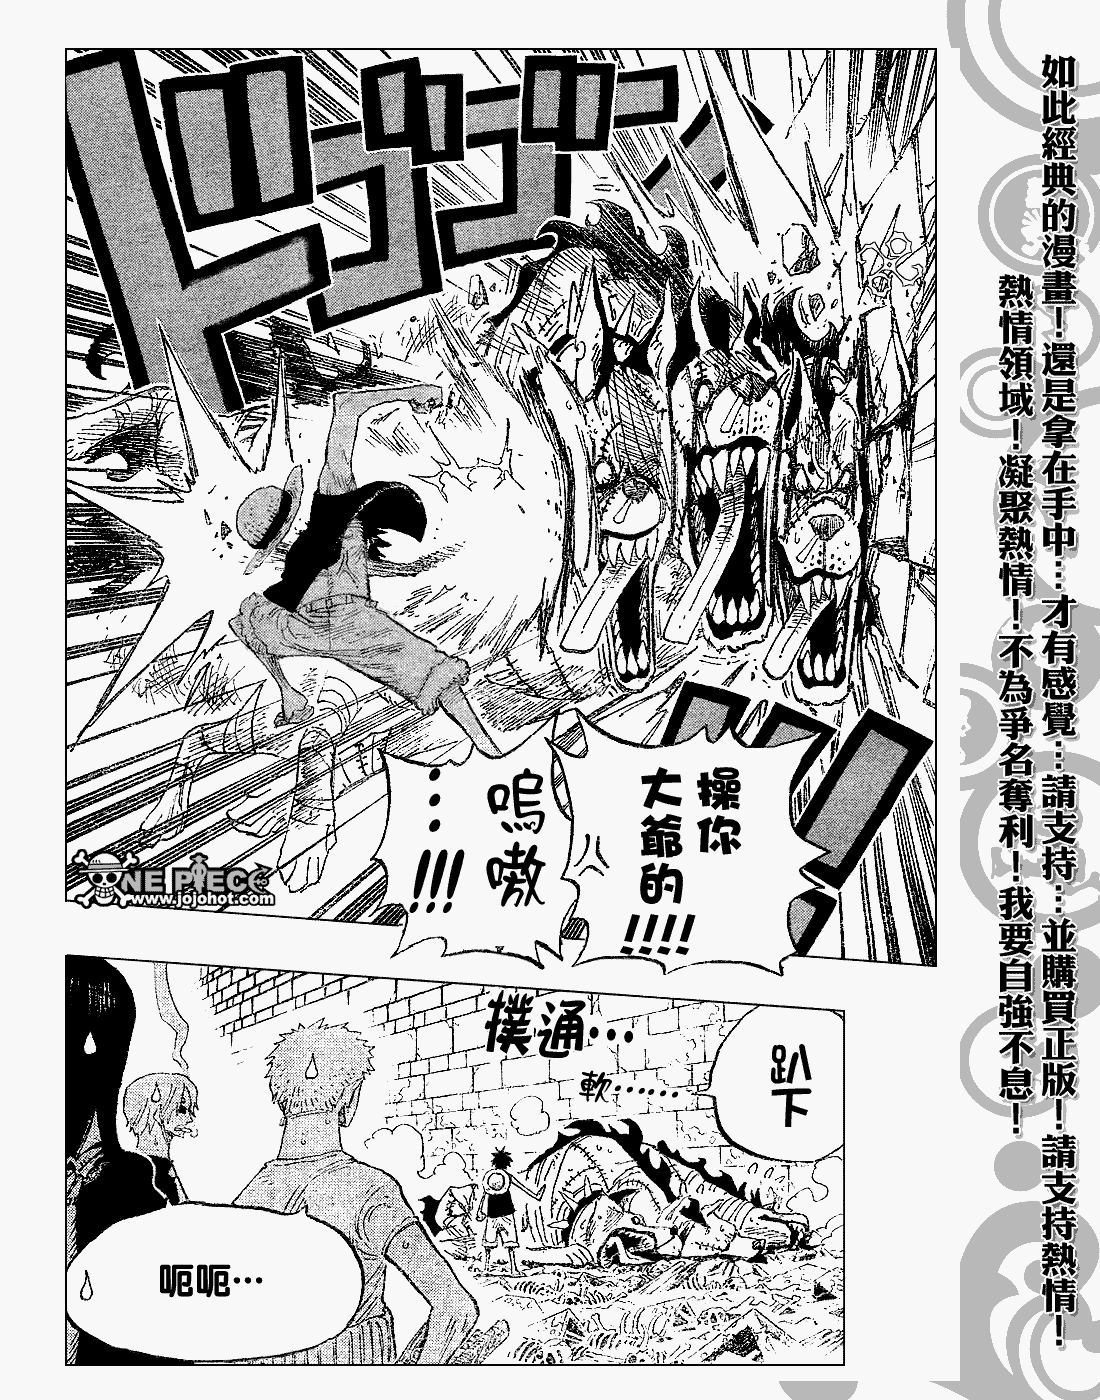 ドゴゴーン!!
操你
大爺的
!!!!
嗚嗷
…!!!
ONE PIECE
www.jojohot.com
撲通…
軟……
趴下
呃呃…
如此經典的漫畫！還是拿在手中…才有感覺…請支持…並購買正版！請支持熱情！
熱情領域！凝聚熱情！不為爭名奪利！我要自強不息！